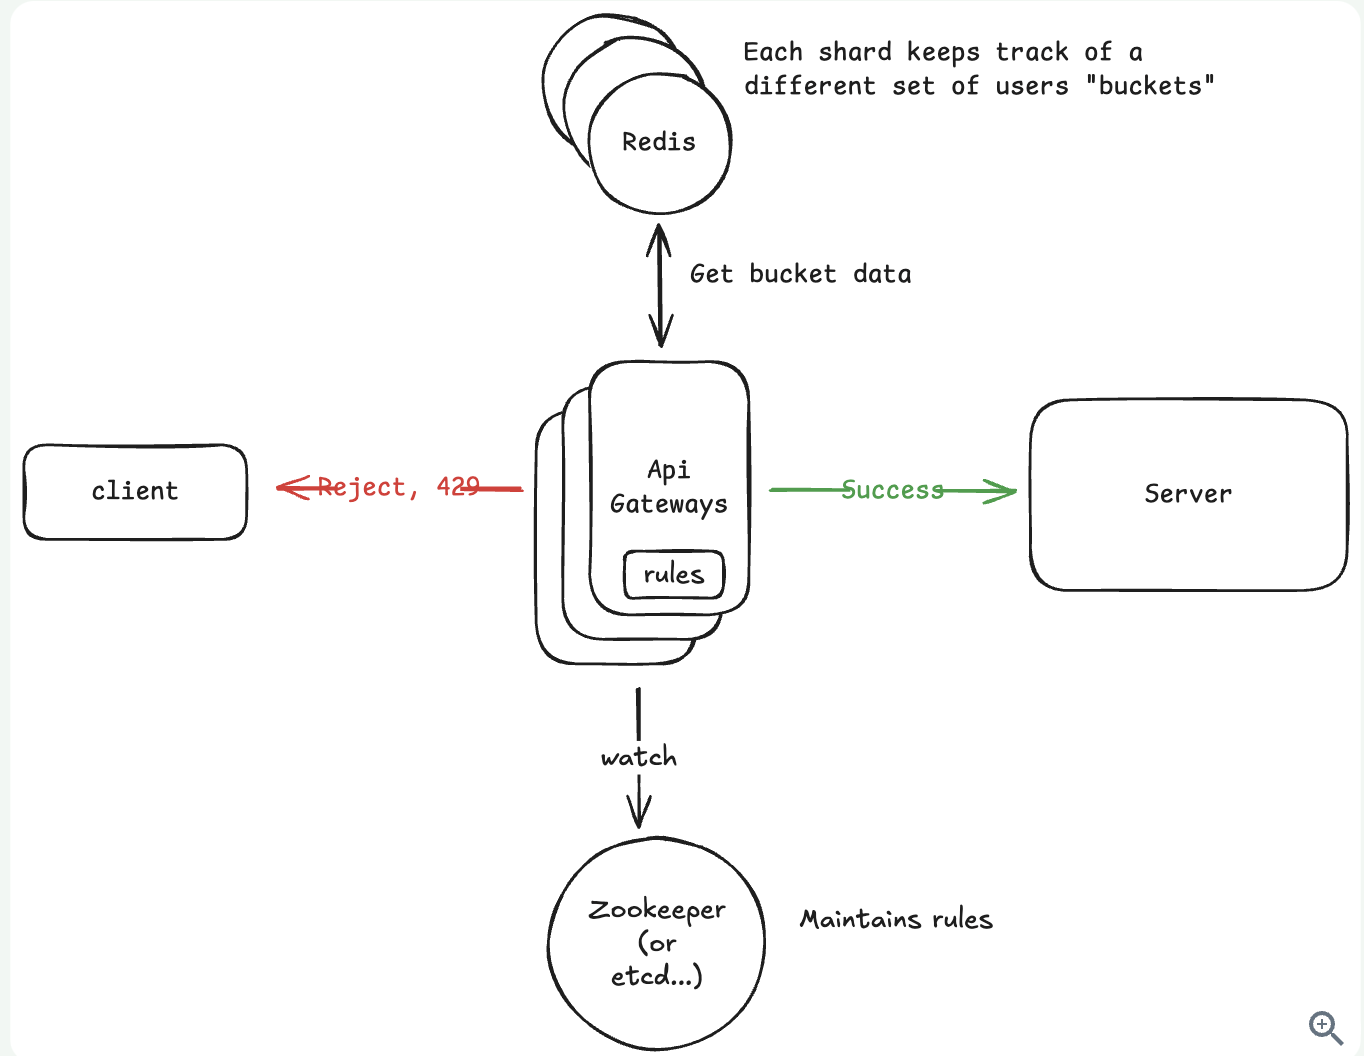 Each shard keeps track of a
different set of users "buckets"
Redis
Get bucket data
client
Reject, 429
Api
Gateways
rules
Success
Server
watch
Zookeeper
(or
etcd...)
Maintains rules